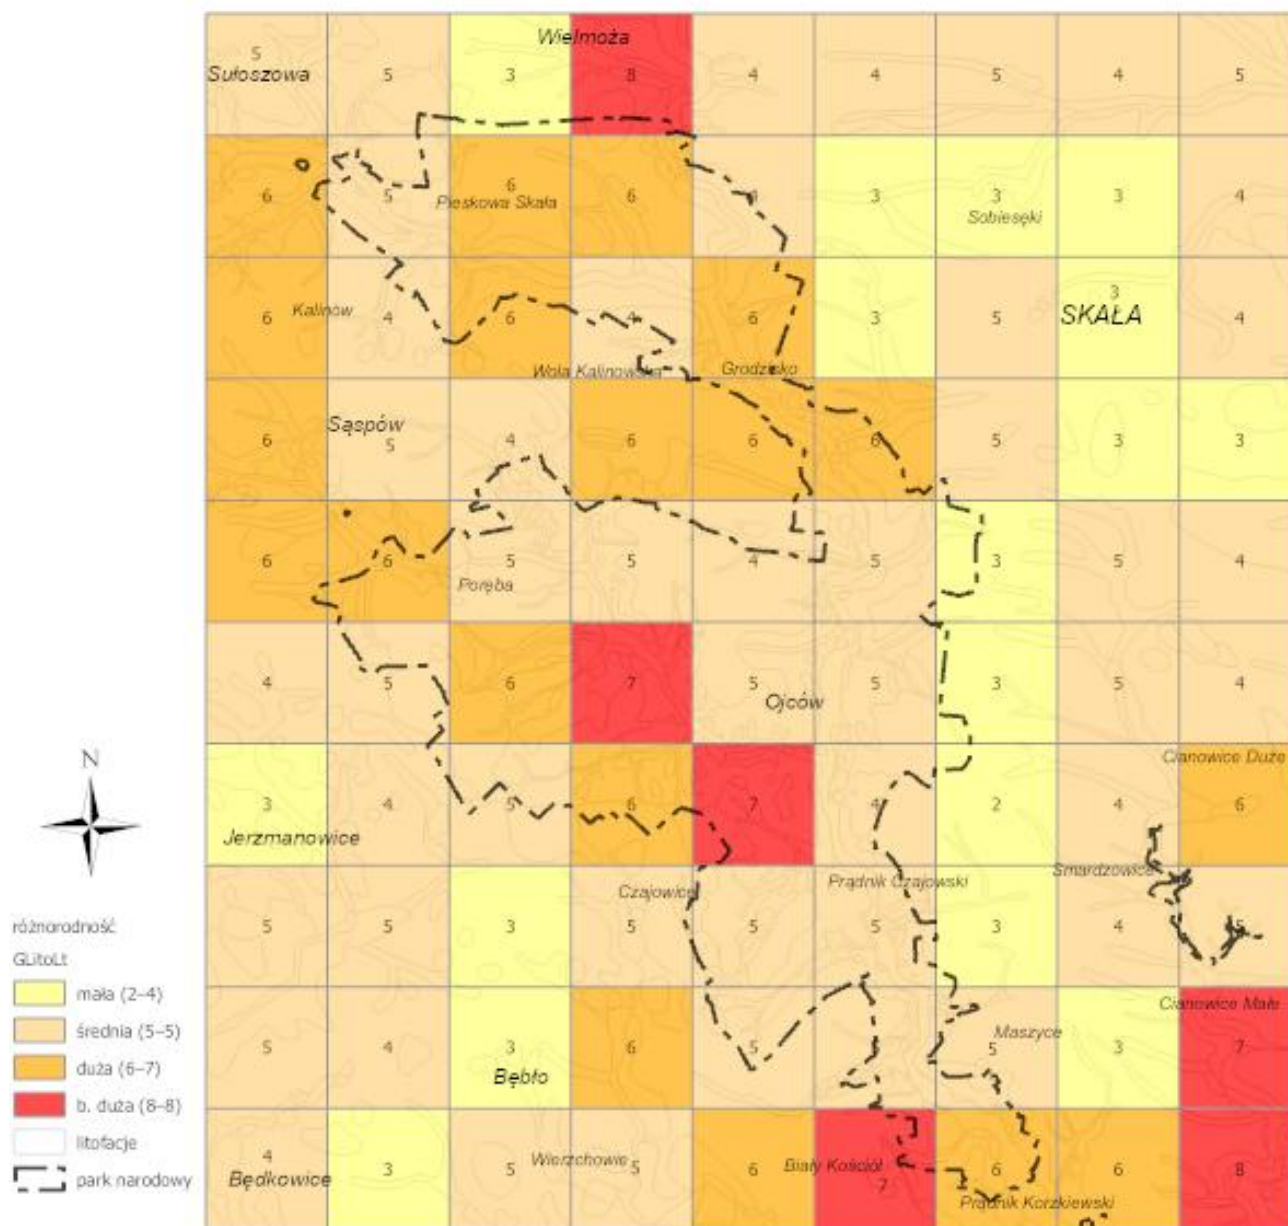 Wielmoża
5
Sułoszowa 5 3 8 4 4 5 4 5
6 5 6 6 4 3 3 3 4
Pieskowa Skała
Sobiesęki
6 Kalinów 4 6 4 6 3 5 3 4
SKAŁA
Wola Kalinowska Grodzisko
Sąspów
6 5 4 6 6 6 5 3 3
6 6 5 5 4 5 3 5 4
Poręba
4 5 6 7 5 5 3 5 4
Ojców
Cianowice Duże
3 4 5 6 7 4 2 4 6
Jerzmanowice
Smardzowice
Czajowice Prądnik Czajowski
5 5 3 5 5 5 3 4 5
Cianowice Małe
Maszyce
5 4 3 6 5 5 5 3 7
Bębło
4
Będkowice 3 5 5 6 7 6 6 8
Wierzchowie Biały Kościół
Prądnik Korzkiewski
N
różnorodność
GLitoLt
mała (2–4)
średnia (5–5)
duża (6–7)
b. duża (8–8)
litofacje
park narodowy